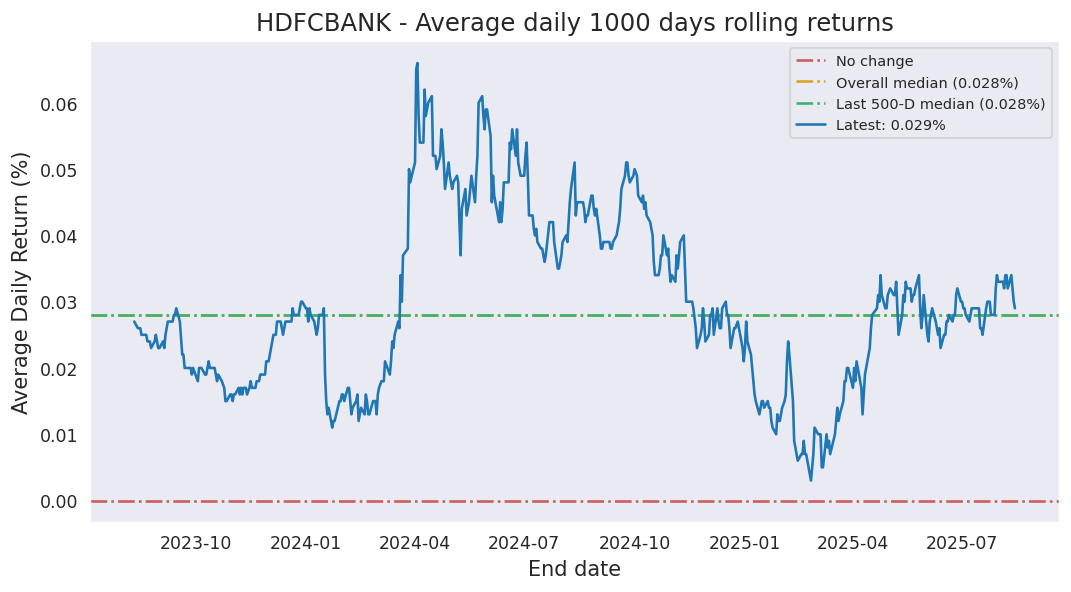 HDFCBANK - Average daily 1000 days rolling returns
No change
Overall median (0.028%)
Last 500-D median (0.028%)
Latest: 0.029%
Average Daily Return (%)
0.06
0.05
0.04
0.03
0.02
0.01
0.00
2023-10 2024-01 2024-04 2024-07 2024-10 2025-01 2025-04 2025-07
End date